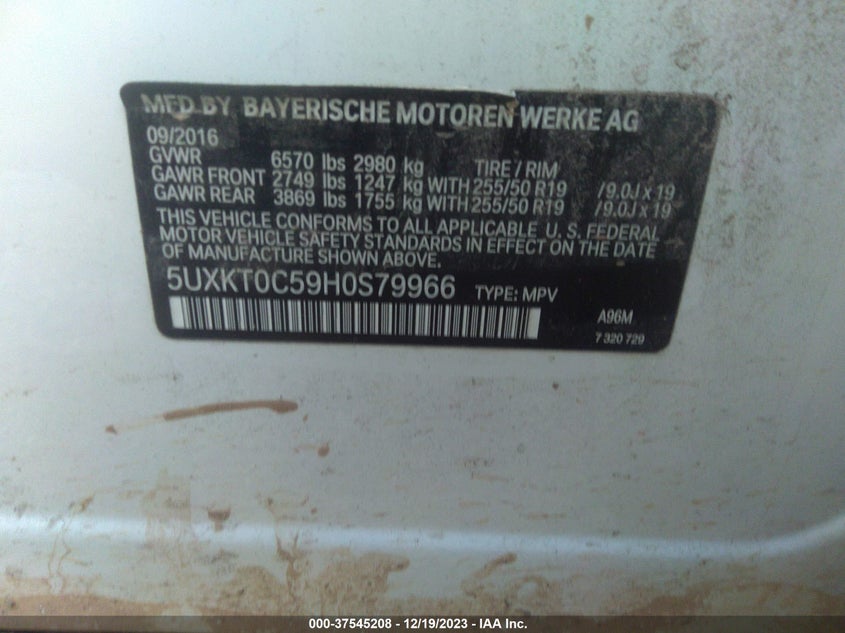 MFD BY BAYERISCHE MOTOREN WERKE AG
09/2016
GVWR 6570 lbs 2980 kg TIRE / RIM
GAWR FRONT 2749 lbs 1247 kg WITH 255/50 R19 /9.0J x 19
GAWR REAR 3869 lbs 1755 kg WITH 255/50 R19 /9.0J x 19
THIS VEHICLE CONFORMS TO ALL APPLICABLE U. S. FEDERAL
MOTOR VEHICLE SAFETY STANDARDS IN EFFECT ON THE DATE
OF MANUFACTURE SHOWN ABOVE.
5UXKT0C59H0S79966 TYPE: MPV
A96M
7 320 729
000-37545208 - 12/19/2023 - IAA Inc.